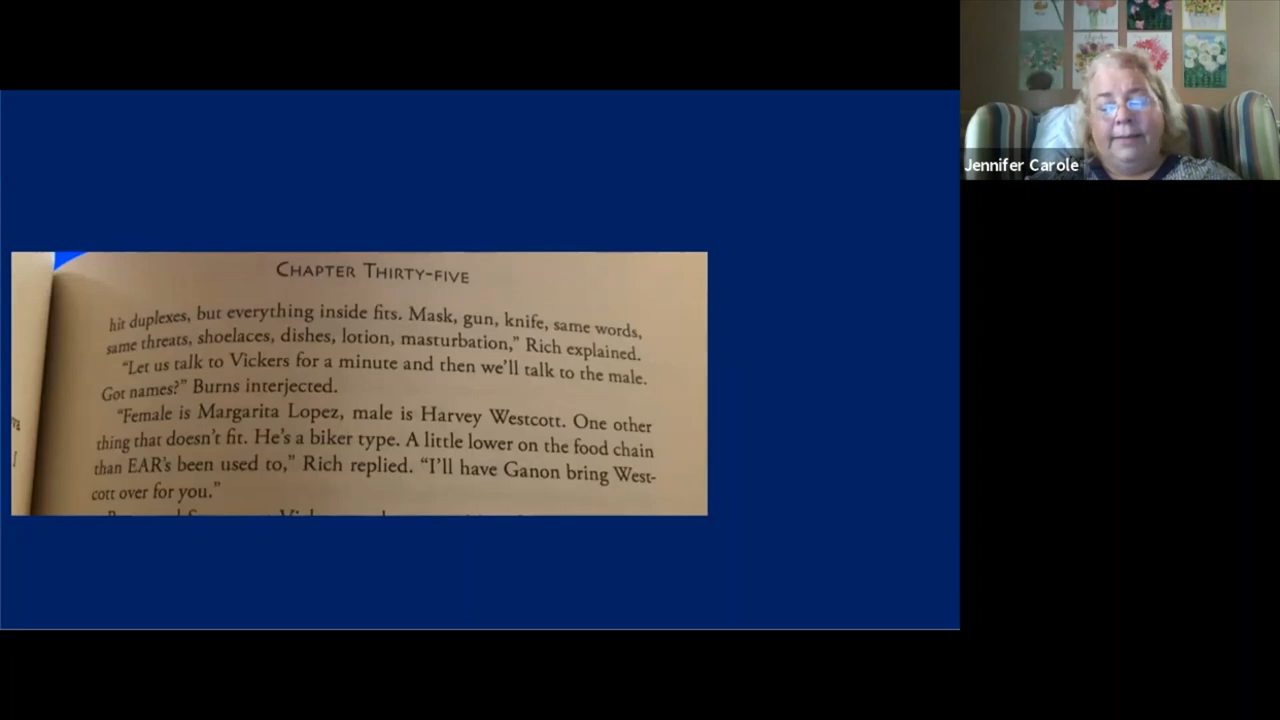 CHAPTER THIRTY-FIVE
hit duplexes, but everything inside fits. Mask, gun, knife, same words,
same threats, shoelaces, dishes, lotion, masturbation,” Rich explained.
“Let us talk to Vickers for a minute and then we’ll talk to the male.
Got names?” Burns interjected.
“Female is Margarita Lopez, male is Harvey Westcott. One other
thing that doesn’t fit. He’s a biker type. A little lower on the food chain
than EAR’s been used to,” Rich replied. “I’ll have Ganon bring West-
cott over for you.”
Jennifer Carole